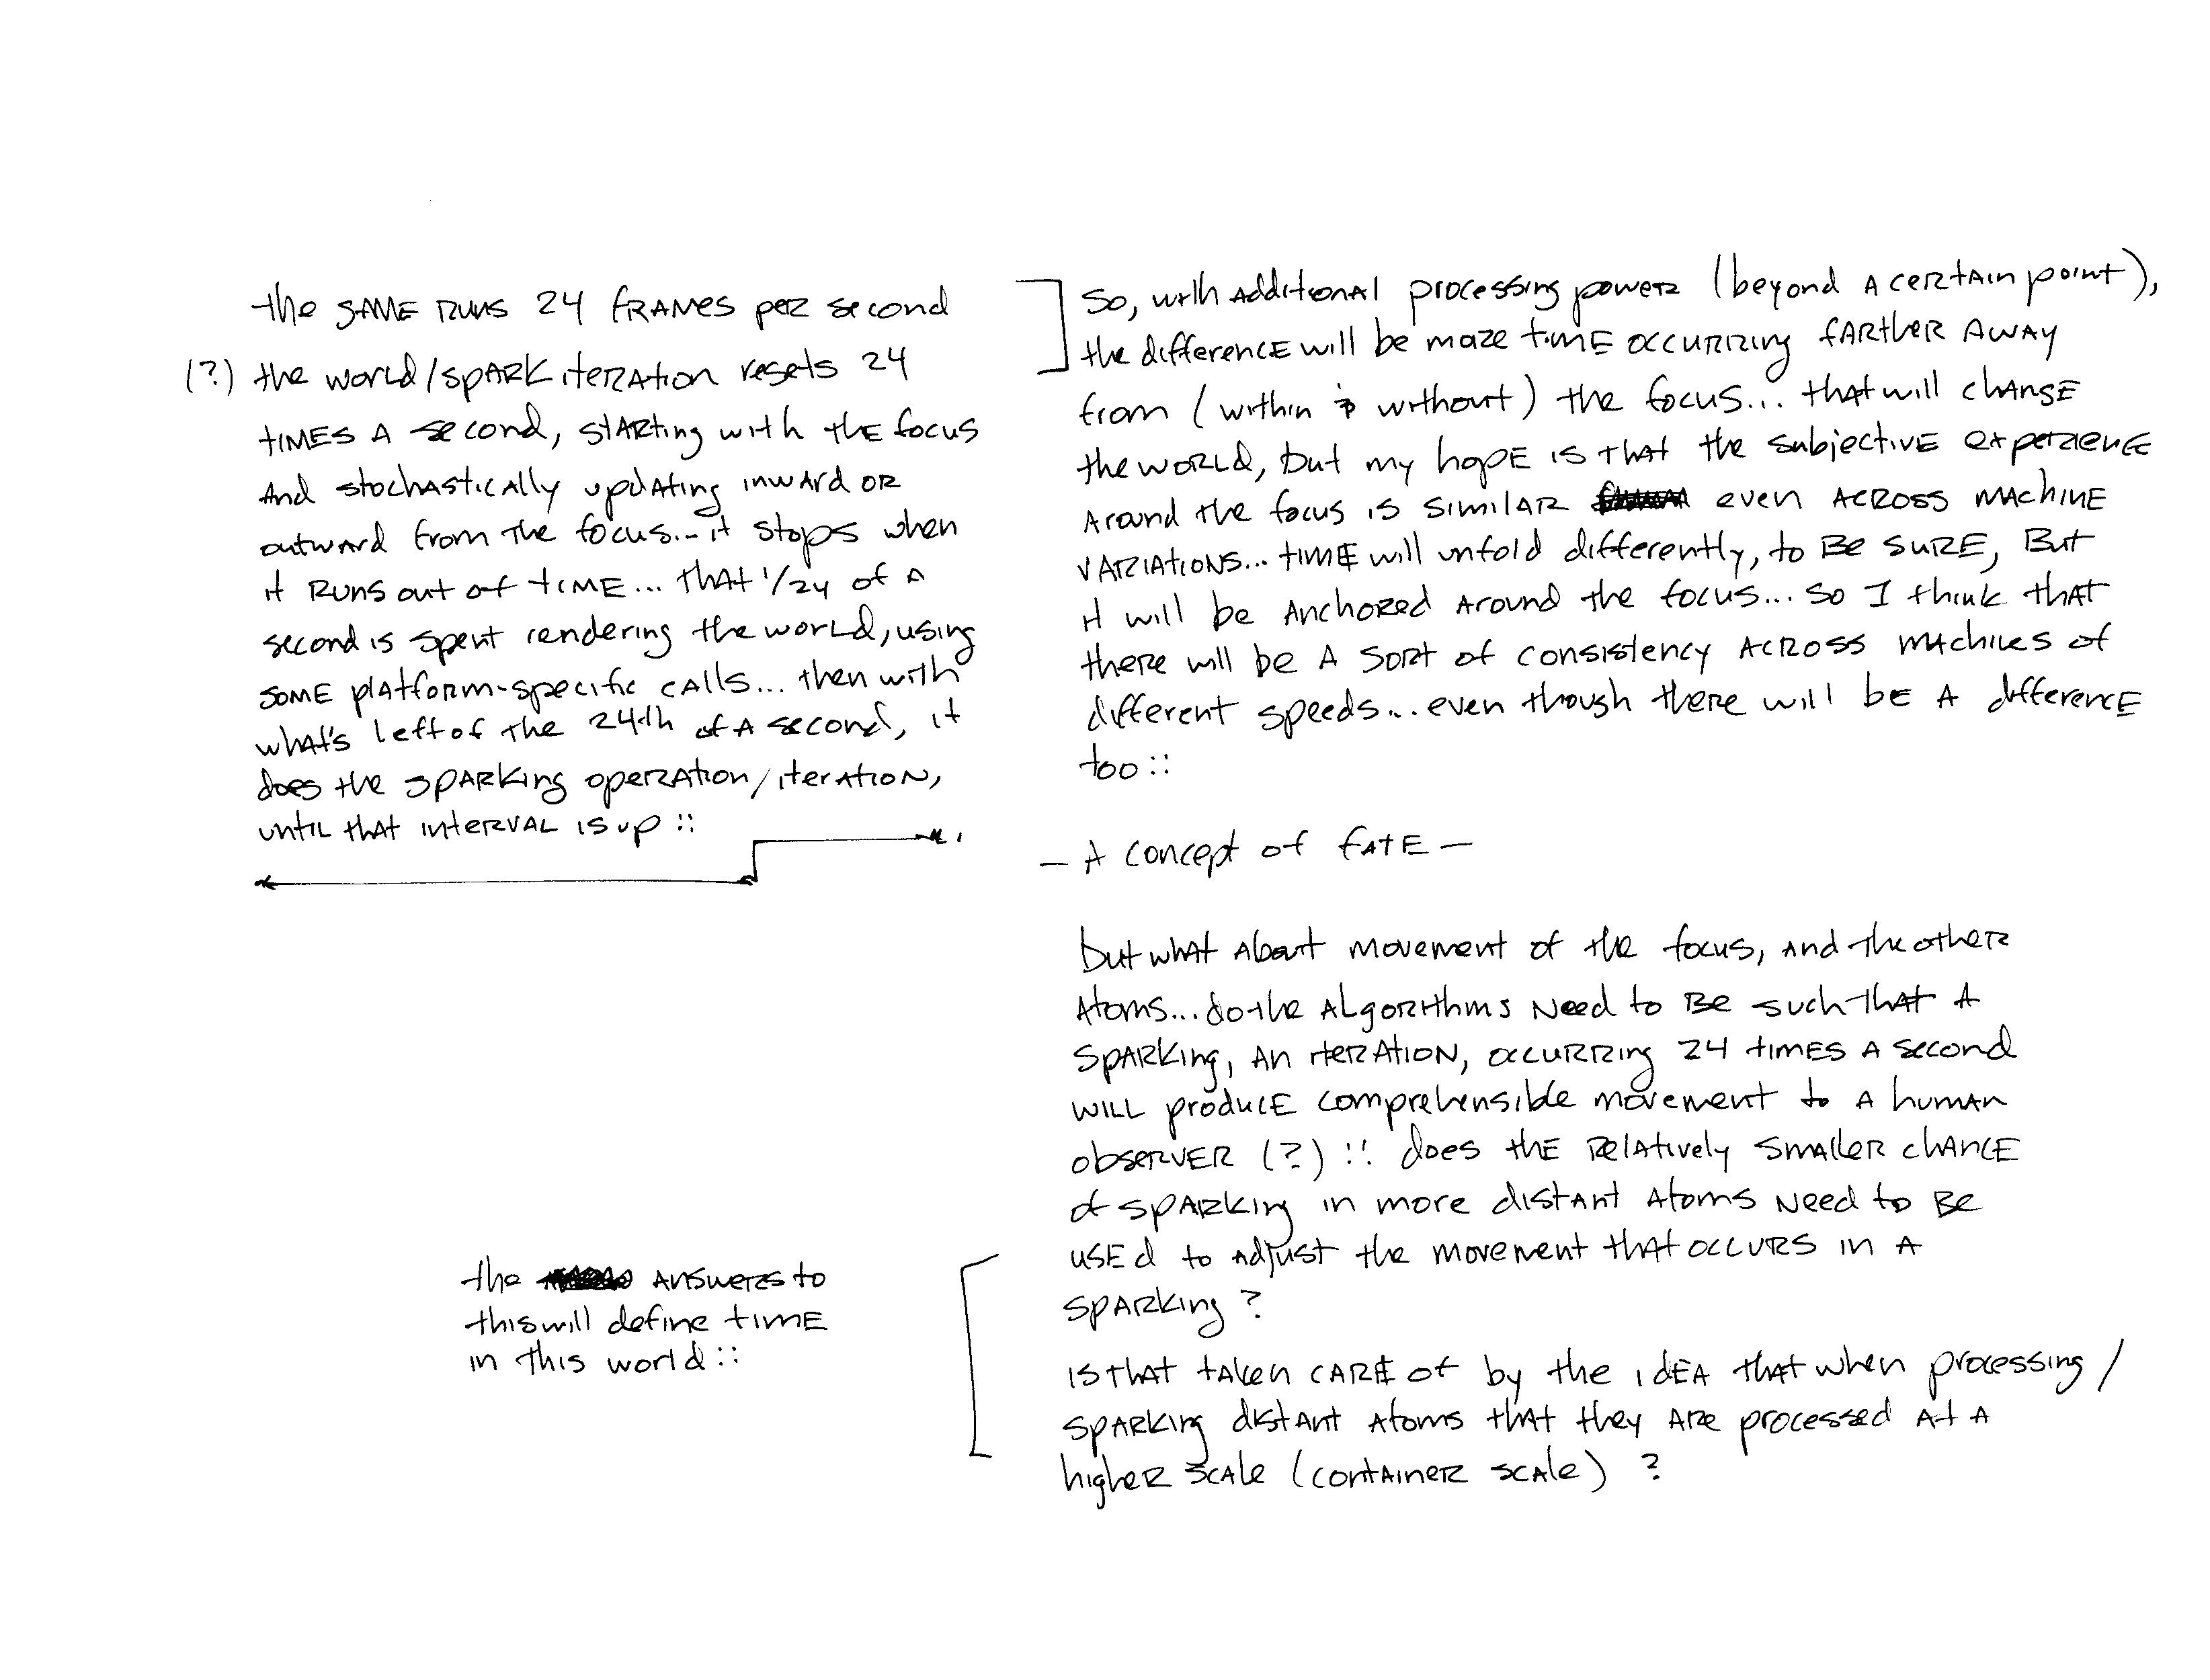 the game runs 24 frames per second
(?) the world/spark iteration resets 24
times a second, starting with the focus
and stochastically updating inward or
outward from the focus... it stops when
it runs out of time... that 1/24 of a
second is spent rendering the world, using
some platform-specific calls... then with
what's left of the 24th of a second, it
does the sparking operation/iteration,
until that interval is up ::
So, with additional processing power (beyond a certain point),
the difference will be more time occurring farther away
from (within & without) the focus... that will change
the world, but my hope is that the subjective experience
around the focus is similar even across machine
variations... time will unfold differently, to be sure, but
it will be anchored around the focus... so I think that
there will be a sort of consistency across machines of
different speeds... even though there will be a difference
too ::
— A concept of fate —
but what about movement of the focus, and the other
atoms... do the algorithms need to be such that a
sparking, an iteration, occurring 24 times a second
will produce comprehensible movement to a human
observer (?) :: does the relatively smaller chance
of sparking in more distant atoms need to be
used to adjust the movement that occurs in a
sparking ?
is that taken care of by the idea that when processing /
sparking distant atoms that they are processed at a
higher scale (container scale) ?
the answers to
this will define time
in this world ::